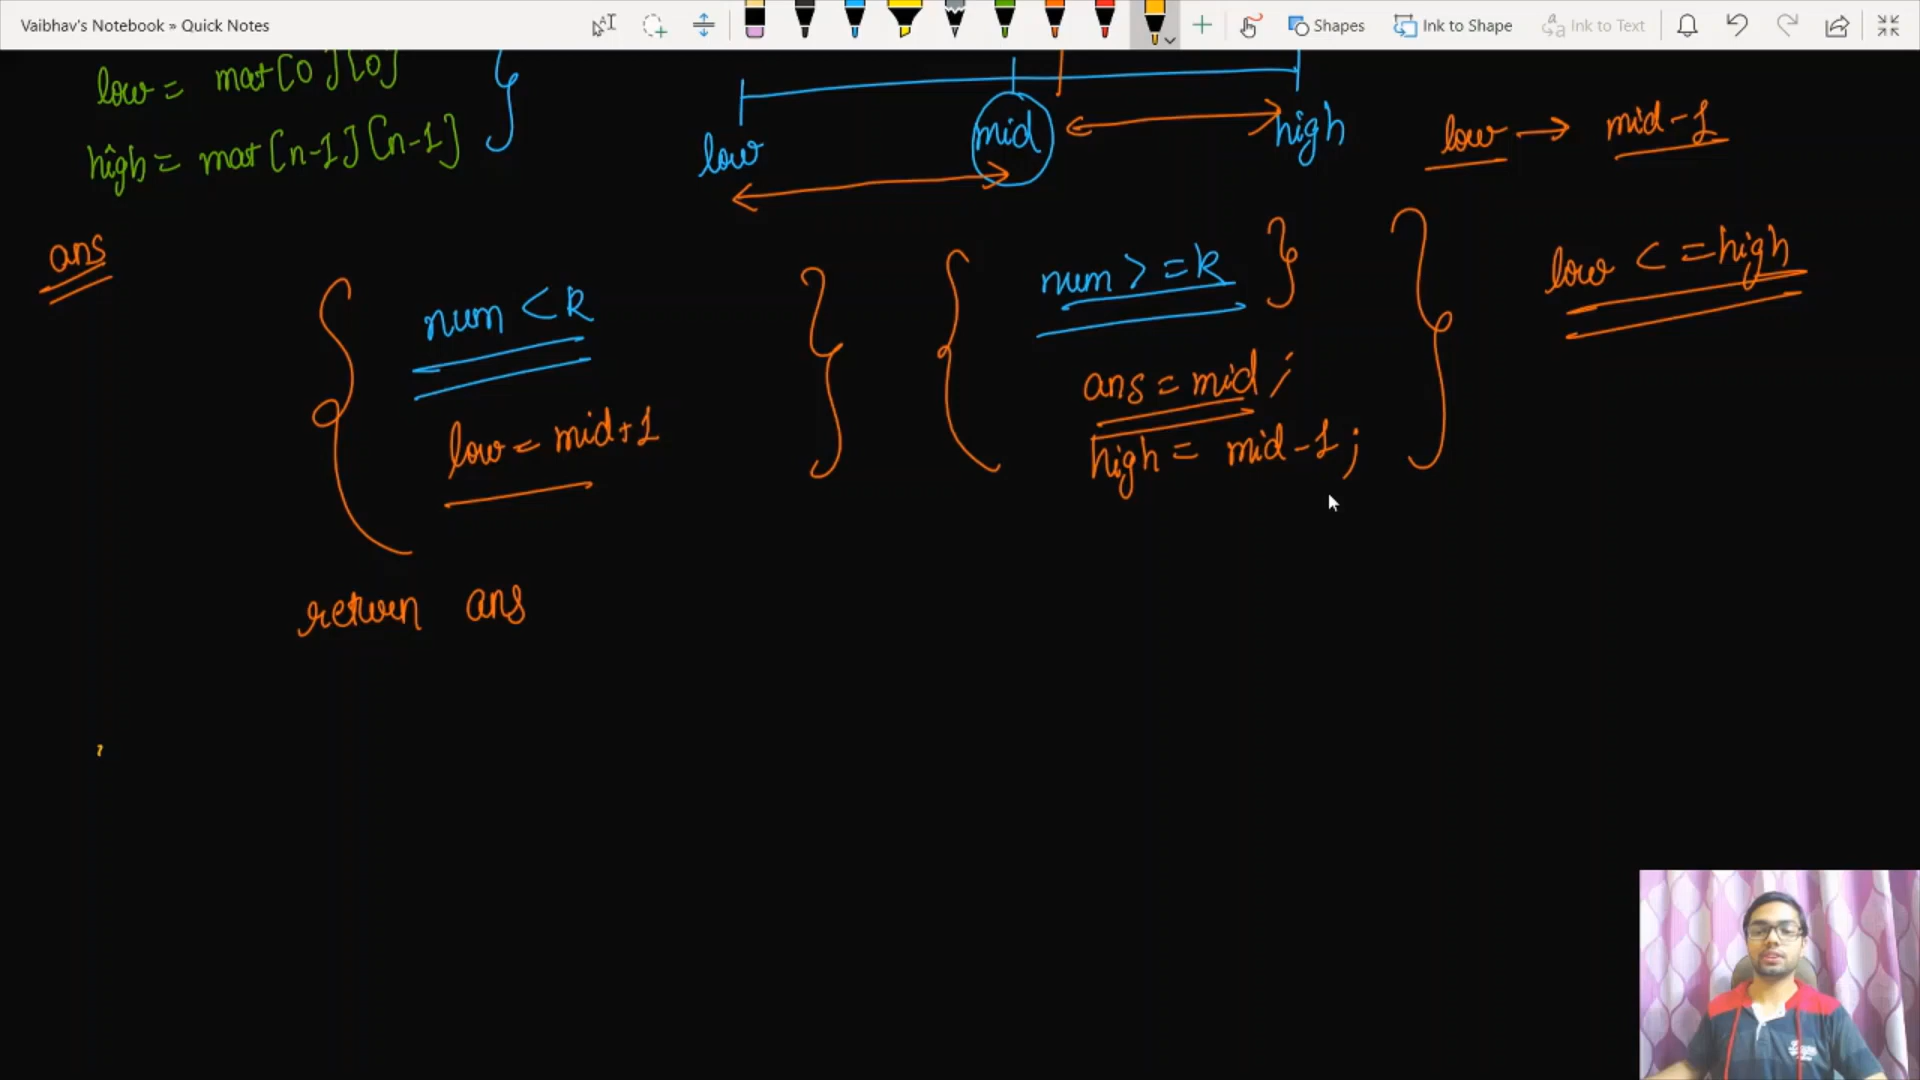 Vaibhav's Notebook » Quick Notes
Shapes
Ink to Shape
Ink to Text
low = mat[0][0]
high = mat[n-1][n-1]
low
mid
high
low → mid-1
ans
num < k
low = mid+1
num >= k
ans = mid;
high = mid-1;
low <= high
return ans